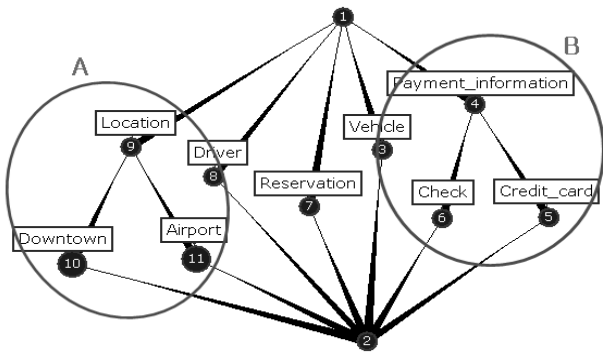 1
B
A
Payment_information
4
Location
Vehicle
9
Driver
3
8
Reservation
Check
Credit_card
7
6
5
Downtown
Airport
10
11
2